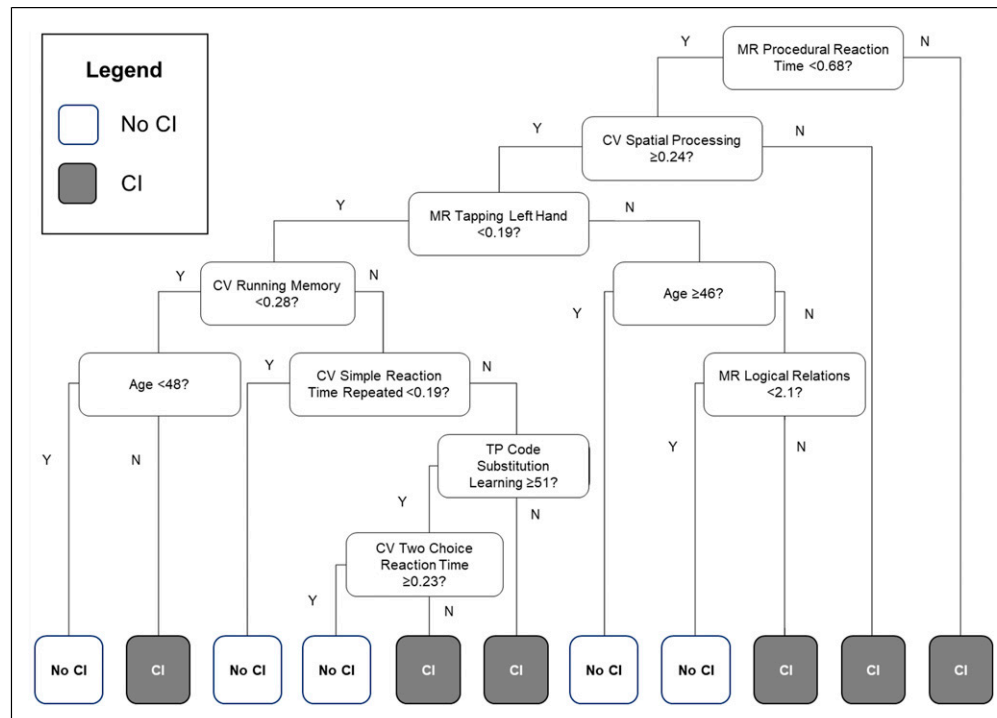 Legend
No CI
CI
Y
MR Procedural Reaction
Time <0.68?
N
Y
CV Spatial Processing
≥0.24?
N
Y
MR Tapping Left Hand
<0.19?
N
Y
CV Running Memory
<0.28?
N
Y
Age ≥46?
N
Age <48?
Y
CV Simple Reaction
Time Repeated <0.19?
N
Y
MR Logical Relations
<2.1?
Y
N
TP Code
Substitution
Learning ≥51?
N
Y
N
CV Two Choice
Reaction Time
≥0.23?
Y
N
No CI
CI
No CI
No CI
CI
CI
No CI
No CI
CI
CI
CI